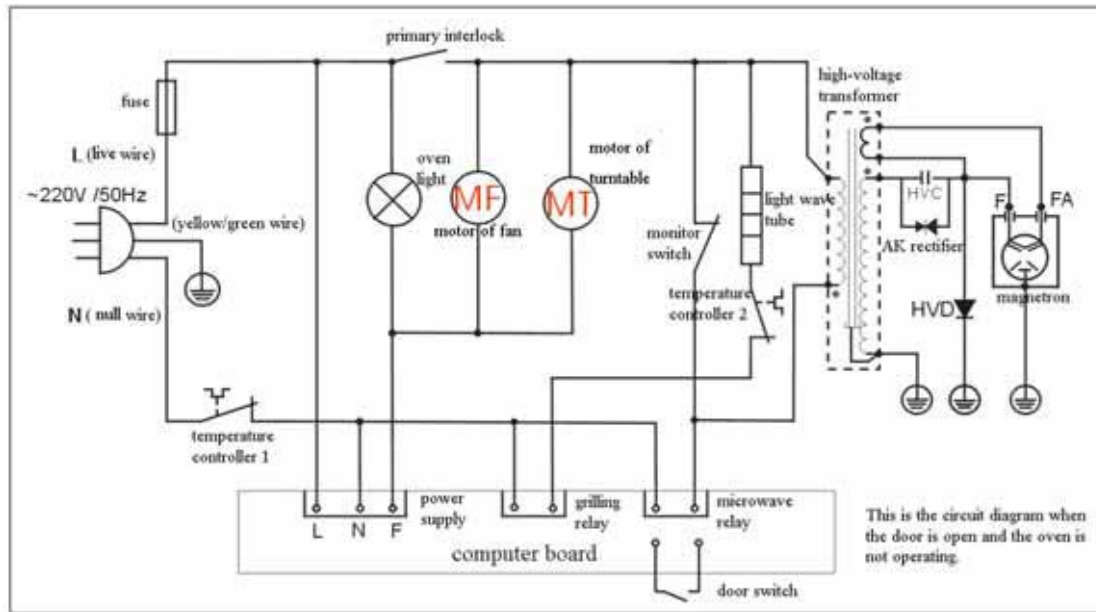 primary interlock
high-voltage
transformer
fuse
L (live wire)
~220V /50Hz
(yellow/green wire)
N ( null wire)
oven
light
MF
motor of fan
motor of
turntable
MT
monitor
switch
light wave
tube
temperature
controller 2
HVC
AK rectifier
F
FA
magnetron
HVD
temperature
controller 1
L
N
F
power
supply
grilling
relay
microwave
relay
computer board
door switch
This is the circuit diagram when
the door is open and the oven is
not operating.